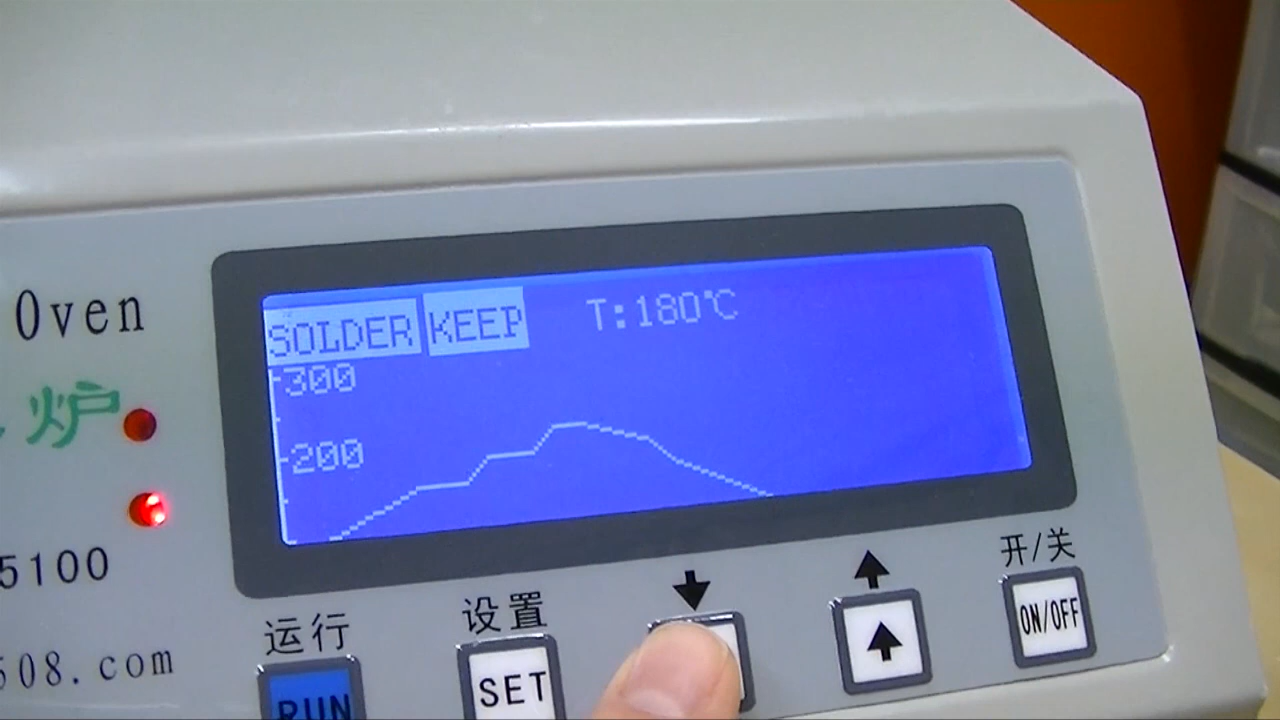 Oven
炉
SOLDER KEEP T:180℃
300
200
5100
508.com
运行
设置
开/关
RUN
SET
ON/OFF